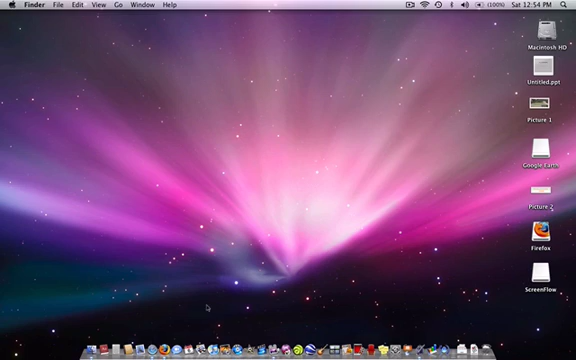 Finder File Edit View Go Window Help (100%) Sat 12:54 PM
Macintosh HD
Untitled.ppt
Picture 1
Google Earth
Picture 2
Firefox
ScreenFlow